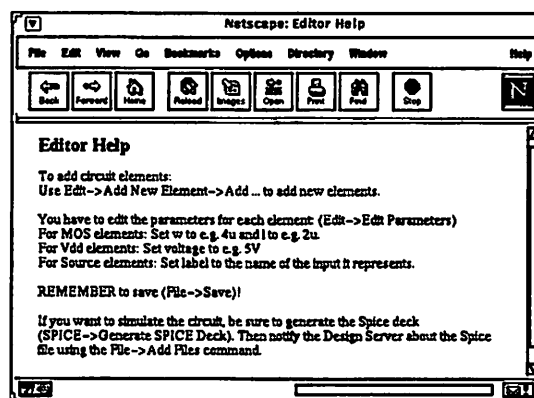 Netscape: Editor Help
File Edit View Go Bookmarks Options Directory Window Help
Back Forward Home Reload Images Open Print Find Stop N
Editor Help
To add circuit elements:
Use Edit->Add New Element->Add ... to add new elements.
You have to edit the parameters for each element: (Edit->Edit Parameters)
For MOS elements: Set w to e.g. 4u and l to e.g. 2u.
For Vdd elements: Set voltage to e.g. 5V
For Source elements: Set label to the name of the input it represents.
REMEMBER to save (File->Save)!
If you want to simulate the circuit, be sure to generate the Spice deck
(SPICE->Generate SPICE Deck). Then notify the Design Server about the Spice
file using the File->Add Files command.